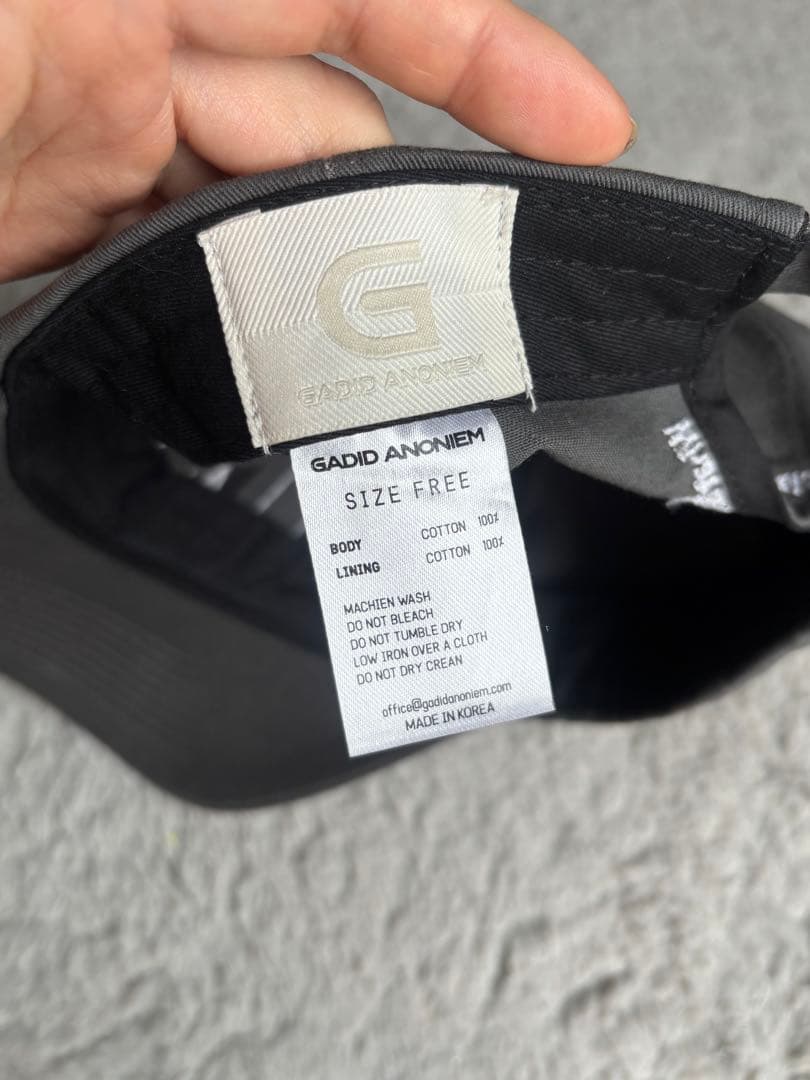 G
GADID ANONIEM
GADID ANONIEM
SIZE FREE
BODY COTTON 100%
LINING COTTON 100%
MACHIEN WASH
DO NOT BLEACH
DO NOT TUMBLE DRY
LOW IRON OVER A CLOTH
DO NOT DRY CREAN
office@gadidanoniem.com
MADE IN KOREA